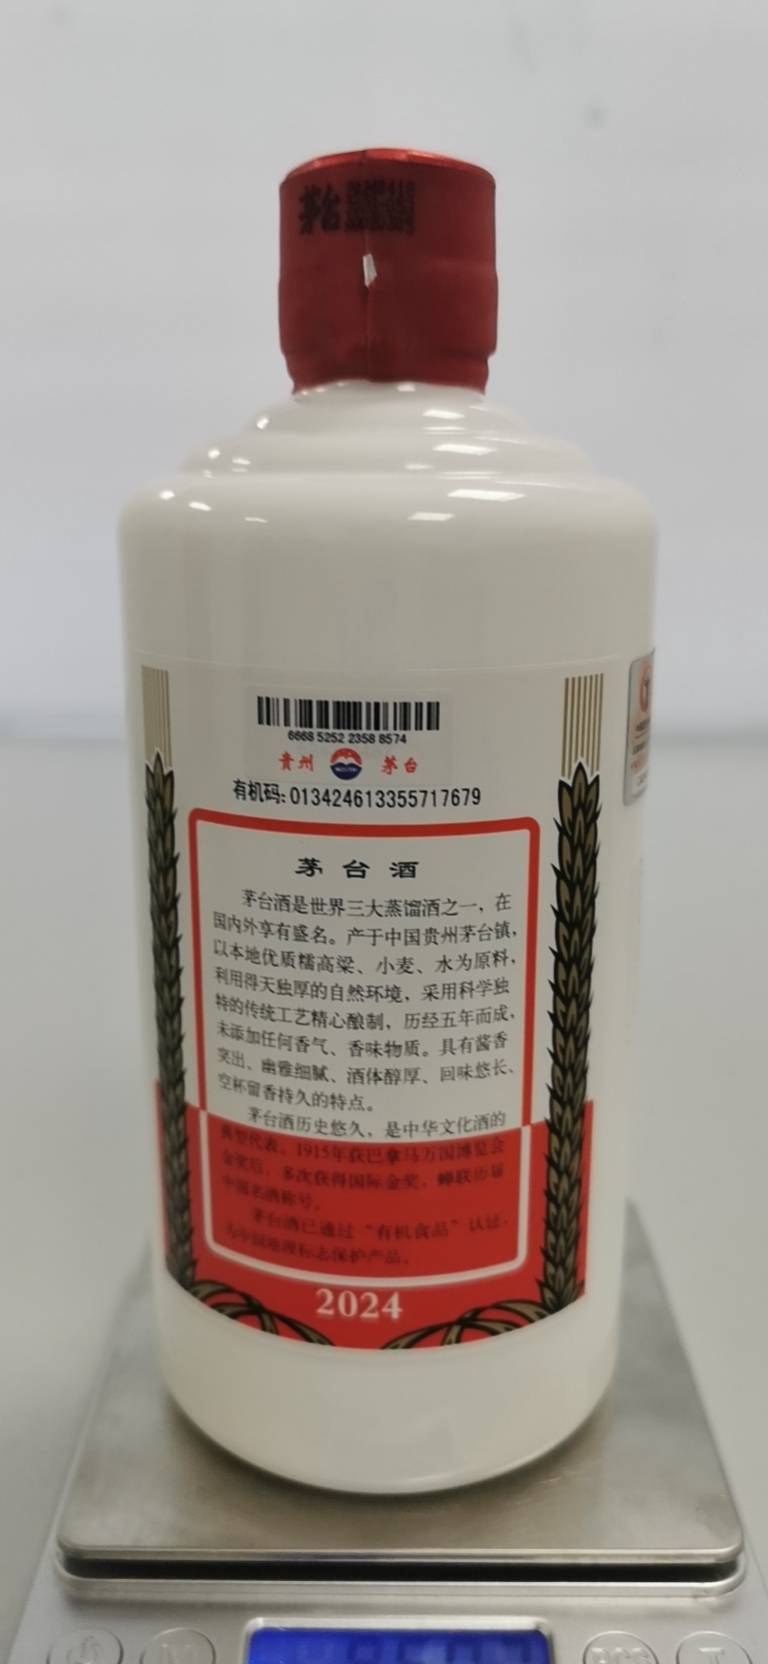 茅台
6668 5252 2358 8574
贵州 茅台
有机码:013424613355717679
茅台酒
茅台酒是世界三大蒸馏酒之一，在
国内外享有盛名。产于中国贵州茅台镇，
以本地优质糯高粱、小麦、水为原料，
利用得天独厚的自然环境，采用科学独
特的传统工艺精心酿制，历经五年而成，
未添加任何香气、香味物质。具有酱香
突出、幽雅细腻、酒体醇厚、回味悠长、
空杯留香持久的特点。
茅台酒历史悠久，是中华文化酒的
典型代表。1915年获巴拿马万国博览会
金奖后，多次获得国际金奖，蝉联历届
中国名酒称号。
茅台酒已通过“有机食品”认证，
为中国地理标志保护产品。
2024